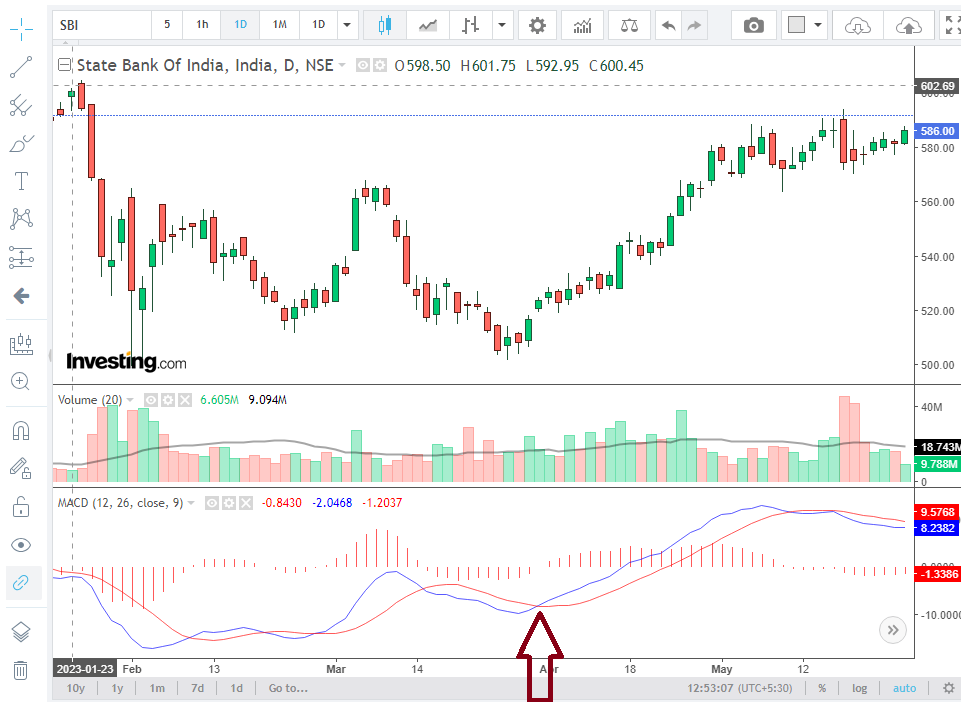 SBI 5 1h 1D 1M 1D
State Bank Of India, India, D, NSE O598.50 H601.75 L592.95 C600.45
602.69
586.00
580.00
560.00
540.00
520.00
500.00
Investing.com
Volume (20) 6.605M 9.094M
40M
18.743M
9.788M
0
MACD (12, 26, close, 9) -0.8430 -2.0468 -1.2037
9.5768
8.2382
-1.3386
-10.0000
2023-01-23 Feb 13 Mar 14 Apr 18 May 12
10y 1y 1m 7d 1d Go to... 12:53:07 (UTC+5:30) % log auto